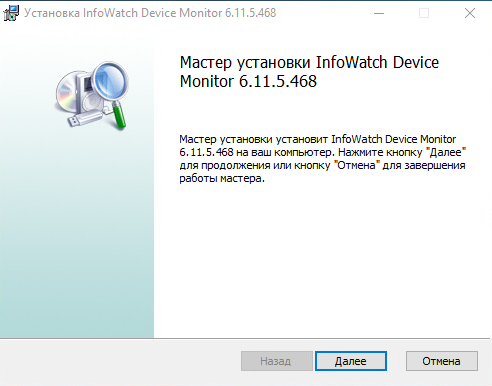 Установка InfoWatch Device Monitor 6.11.5.468
Мастер установки InfoWatch Device
Monitor 6.11.5.468
Мастер установки установит InfoWatch Device Monitor
6.11.5.468 на ваш компьютер. Нажмите кнопку "Далее"
для продолжения или кнопку "Отмена" для завершения
работы мастера.
Назад
Далее
Отмена